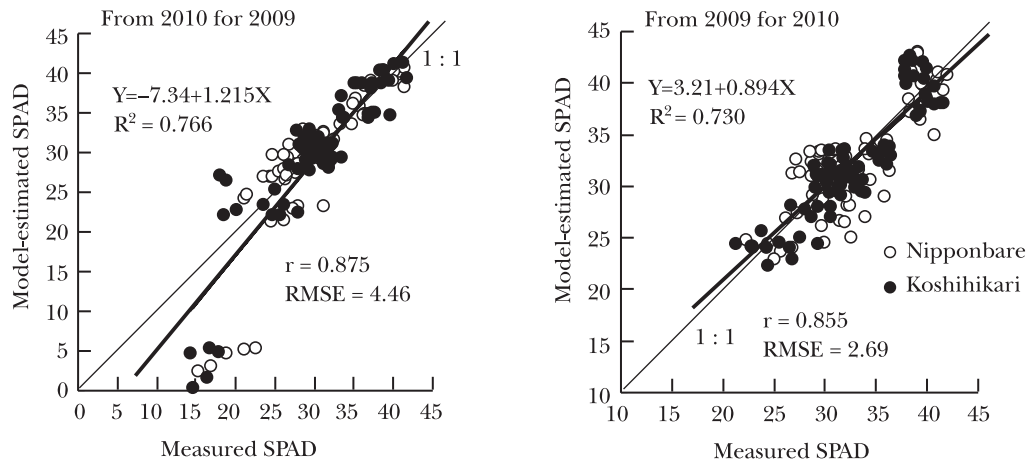 From 2010 for 2009
45
40
35
30
25
20
15
10
5
0
0 5 10 15 20 25 30 35 40 45
Model-estimated SPAD
Measured SPAD
Y=−7.34+1.215X
R² = 0.766
1 : 1
r = 0.875
RMSE = 4.46
From 2009 for 2010
45
40
35
30
25
20
15
10
10 15 20 25 30 35 40 45
Model-estimated SPAD
Measured SPAD
Y=3.21+0.894X
R² = 0.730
Nipponbare
Koshihikari
1 : 1
r = 0.855
RMSE = 2.69